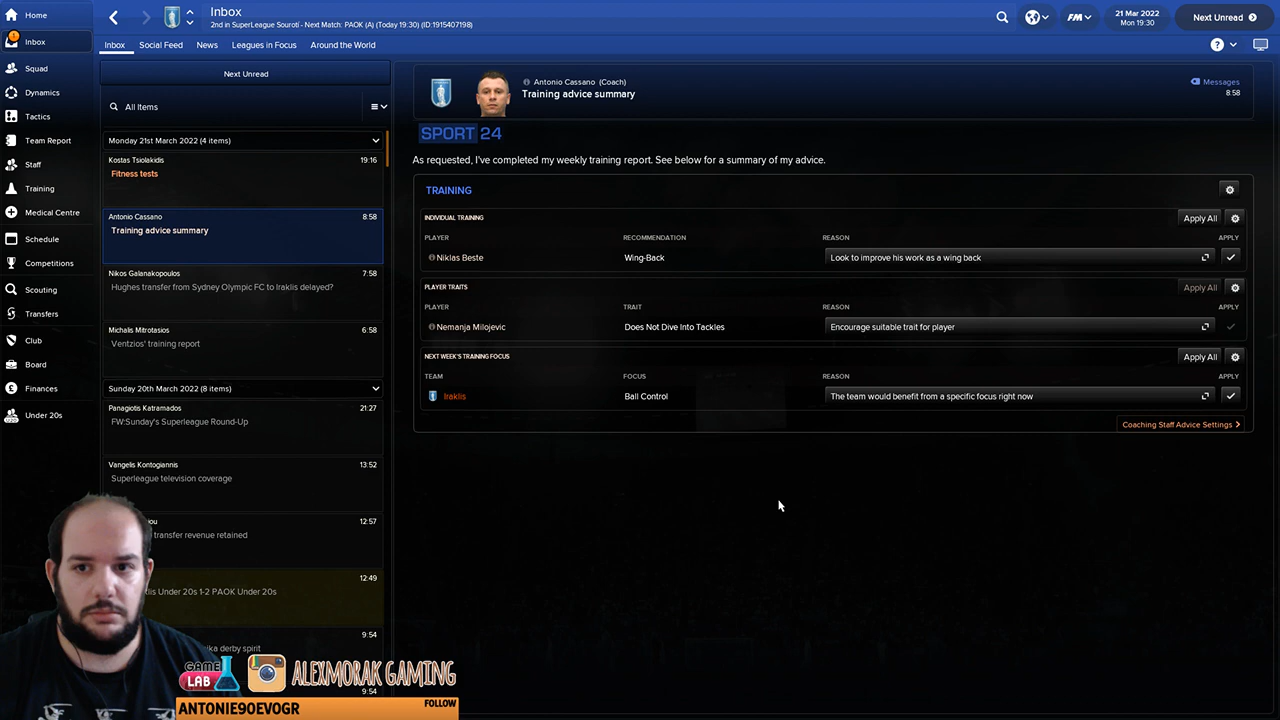 Home
Inbox
Squad
Dynamics
Tactics
Team Report
Staff
Training
Medical Centre
Schedule
Competitions
Scouting
Transfers
Club
Board
Finances
Under 20s
Inbox
2nd in SuperLeague Souroti - Next Match: PAOK (A) (Today 19:30) (ID:1915407198)
FM
21 Mar 2022
Mon 19:30
Next Unread
Inbox Social Feed News Leagues in Focus Around the World
Next Unread
All Items
Monday 21st March 2022 (4 items)
Kostas Tsiolakidis 19:16
Fitness tests
Antonio Cassano 8:58
Training advice summary
Nikos Galanakopoulos 7:58
Hughes transfer from Sydney Olympic FC to Iraklis delayed?
Michalis Mitrotasios 6:58
Ventzios' training report
Sunday 20th March 2022 (8 items)
Panagiotis Katramados 21:27
FW:Sunday's Superleague Round-Up
Vangelis Kontogiannis 13:52
Superleague television coverage
12:57
transfer revenue retained
12:49
Under 20s 1-2 PAOK Under 20s
9:54
derby spirit
9:54
Antonio Cassano (Coach)
Training advice summary
Messages
8:58
SPORT 24
As requested, I've completed my weekly training report. See below for a summary of my advice.
TRAINING
INDIVIDUAL TRAINING Apply All
PLAYER RECOMMENDATION REASON APPLY
Niklas Beste Wing-Back Look to improve his work as a wing back
PLAYER TRAITS Apply All
PLAYER TRAIT REASON APPLY
Nemanja Milojevic Does Not Dive Into Tackles Encourage suitable trait for player
NEXT WEEK'S TRAINING FOCUS Apply All
TEAM FOCUS REASON APPLY
Iraklis Ball Control The team would benefit from a specific focus right now
Coaching Staff Advice Settings
GAME LAB
ALEXMORAK GAMING
ANTONIE90EVOGR FOLLOW